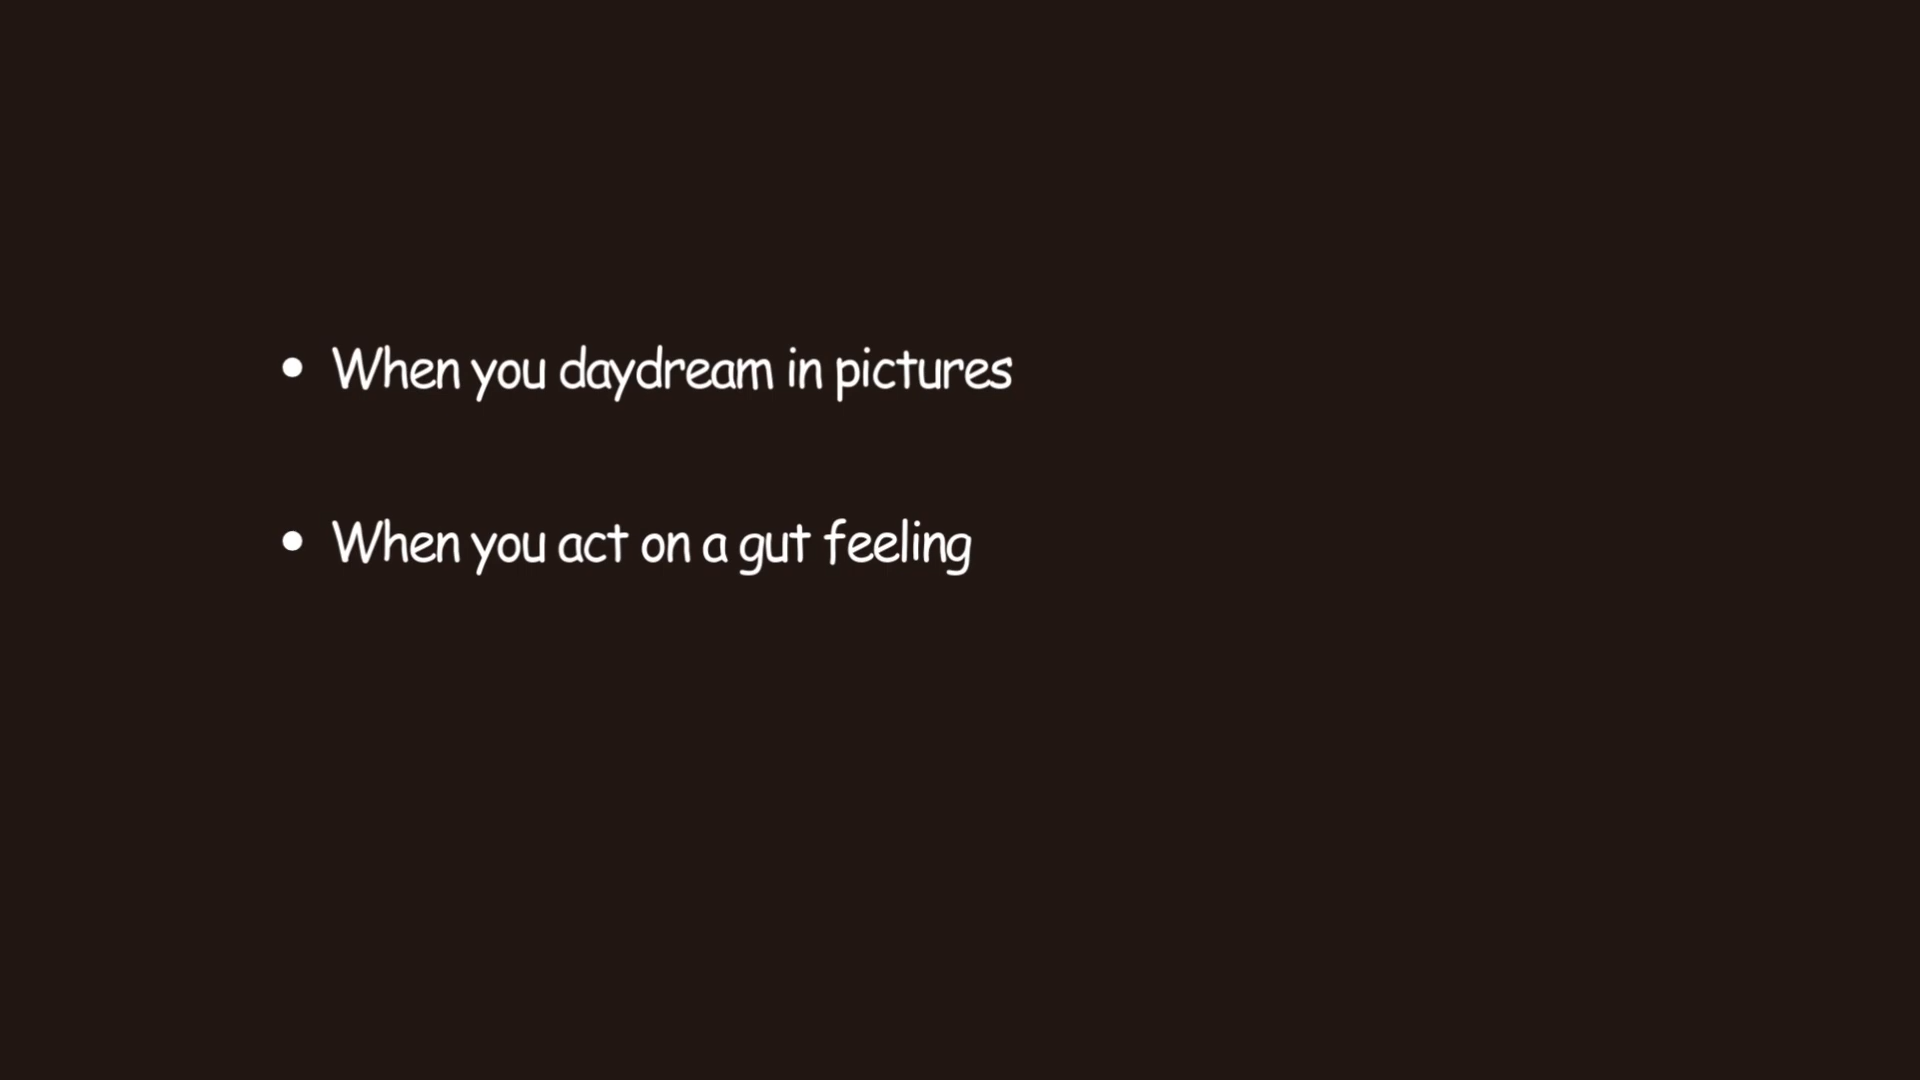 • When you daydream in pictures
• When you act on a gut feeling